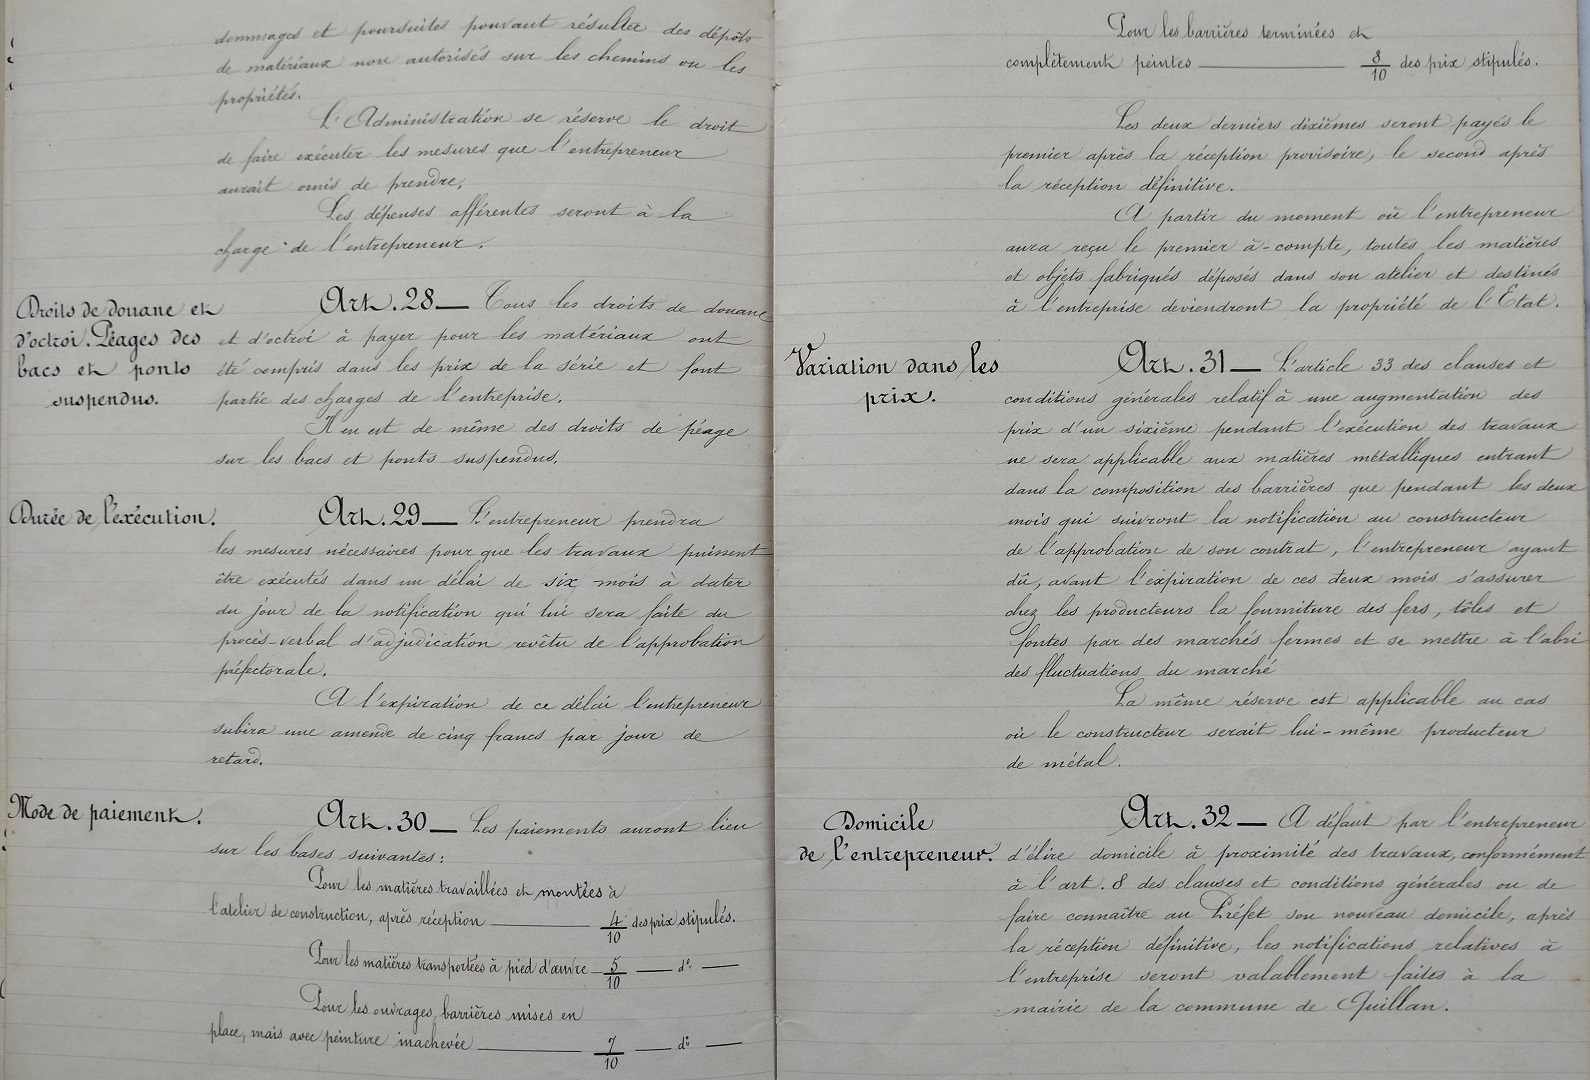 dommages et poursuites pouvant résulter des dépôts
de matériaux non autorisés sur les chemins ou les
propriétés.
L'Administration se réserve le droit
de faire exécuter les mesures que l'entrepreneur
aurait omis de prendre.
Les dépenses afférentes seront à la
charge de l'entrepreneur.
Droits de douane et
d'octroi. Péages des
bacs et ponts
suspendus.
Art. 28 — Tous les droits de douane
et d'octroi à payer pour les matériaux ont
été compris dans les prix de la série et font
partie des charges de l'entreprise.
Il en est de même des droits de péage
sur les bacs et ponts suspendus.
Durée de l'exécution.
Art. 29 — L'entrepreneur prendra
les mesures nécessaires pour que les travaux puissent
être exécutés dans un délai de six mois à dater
du jour de la notification qui lui sera faite du
procès-verbal d'adjudication revêtu de l'approbation
préfectorale.
A l'expiration de ce délai l'entrepreneur
subira une amende de cinq francs par jour de
retard.
Mode de paiement.
Art. 30 — Les paiements auront lieu
sur les bases suivantes :
Pour les matières travaillées et montées à
l'atelier de construction, après réception — 4/10 des prix stipulés.
Pour les matières transportées à pied d'œuvre — 5/10 — d°. —
Pour les ouvrages, barrières mises en
place, mais avec peinture inachevée — 7/10 — d°. —
Pour les barrières terminées et
complètement peintes — 8/10 des prix stipulés.
Les deux derniers dixièmes seront payés le
premier après la réception provisoire, le second après
la réception définitive.
A partir du moment où l'entrepreneur
aura reçu le premier à-compte, toutes les matières
et objets fabriqués déposés dans son atelier et destinés
à l'entreprise deviendront la propriété de l'Etat.
Variation dans les
prix.
Art. 31 — L'article 33 des clauses et
conditions générales relatif à une augmentation des
prix d'un sixième pendant l'exécution des travaux
ne sera applicable aux matières métalliques entrant
dans la composition des barrières que pendant les deux
mois qui suivront la notification au constructeur
de l'approbation de son contrat, l'entrepreneur ayant
dû, avant l'expiration de ces deux mois s'assurer
chez les producteurs la fourniture des fers, tôles et
fontes par des marchés fermes et se mettre à l'abri
des fluctuations du marché
La même réserve est applicable au cas
où le constructeur serait lui-même producteur
de métal.
Domicile
de l'entrepreneur.
Art. 32 — A défaut par l'entrepreneur
d'élire domicile à proximité des travaux, conformément
à l'art. 8 des clauses et conditions générales ou de
faire connaître au Préfet son nouveau domicile, après
la réception définitive, les notifications relatives à
l'entreprise seront valablement faites à la
mairie de la commune de Quillan.